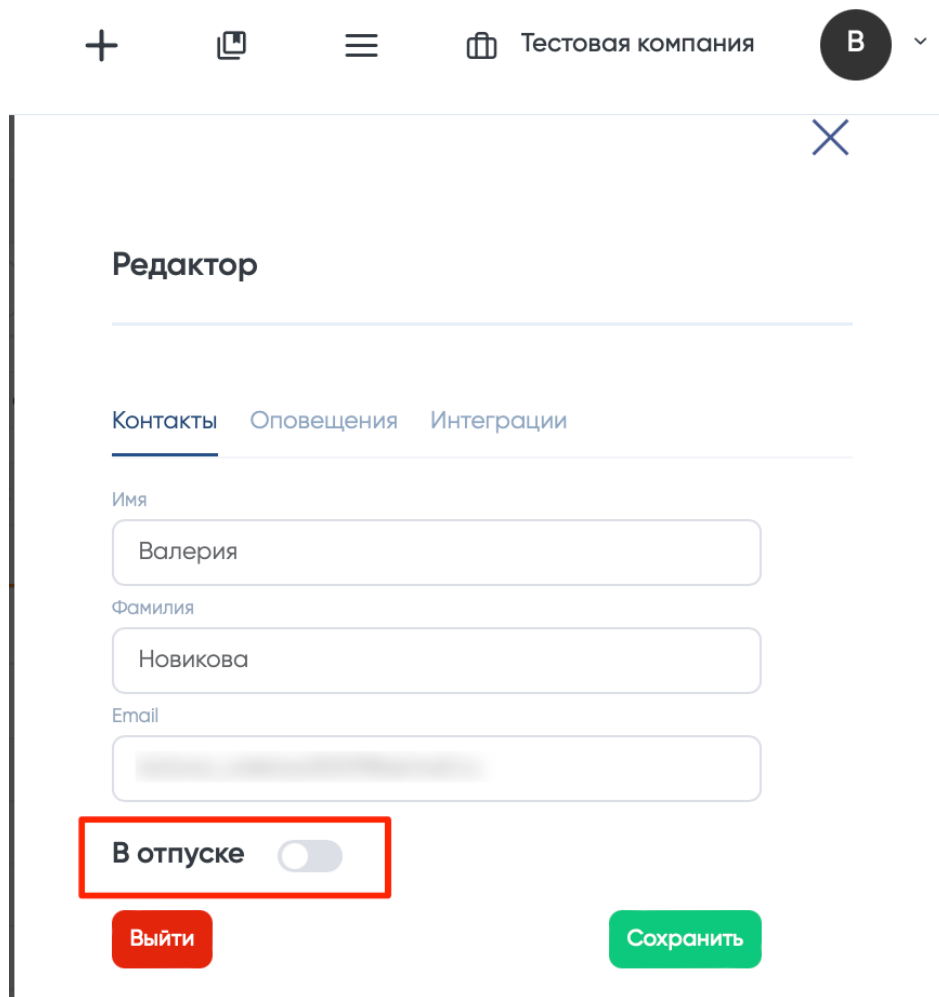 Тестовая компания
В
Редактор
Контакты Оповещения Интеграции
Имя
Валерия
Фамилия
Новикова
Email
В отпуске
Выйти
Сохранить